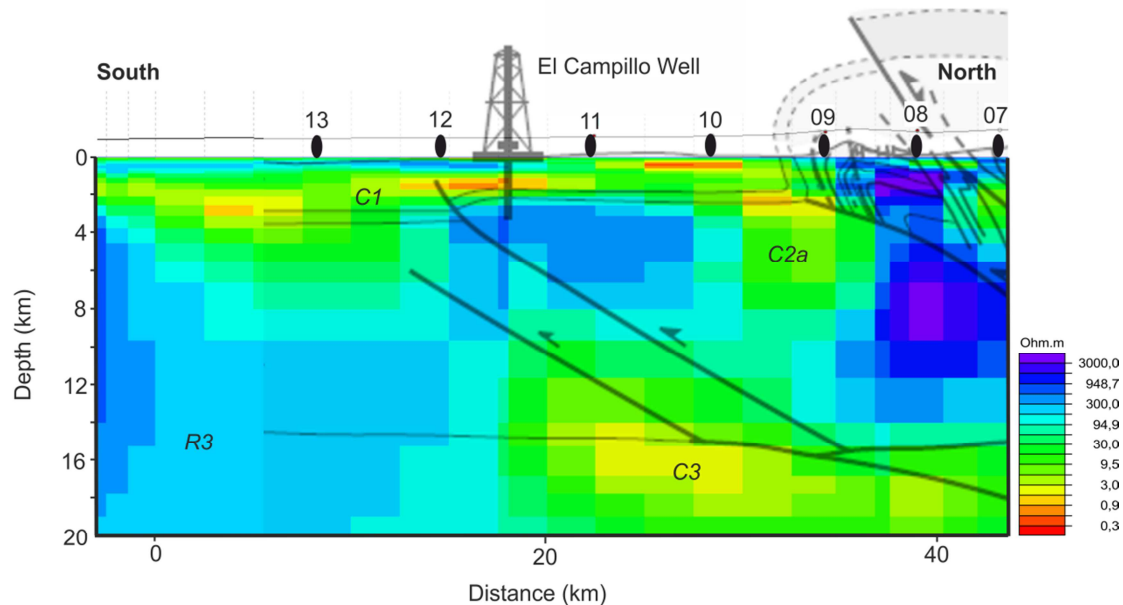 El Campillo Well
South
North
13
12
11
10
09
08
07
0
4
8
12
16
20
Depth (km)
C1
C2a
R3
C3
Ohm.m
3000,0
948,7
300,0
94,9
30,0
9,5
3,0
0,9
0,3
0
20
40
Distance (km)